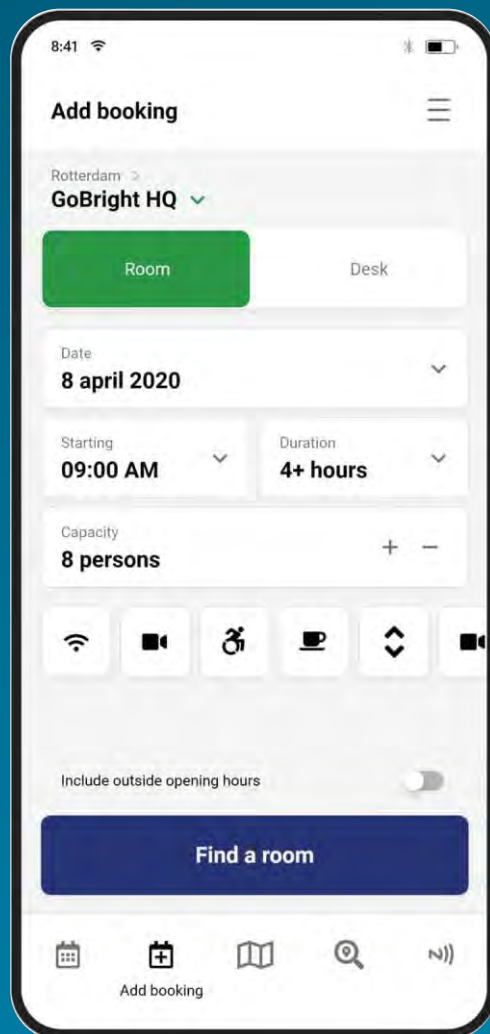 8:41
Add booking
Rotterdam >
GoBright HQ
Room
Desk
Date
8 april 2020
Starting
09:00 AM
Duration
4+ hours
Capacity
8 persons
+ −
Include outside opening hours
Find a room
Add booking